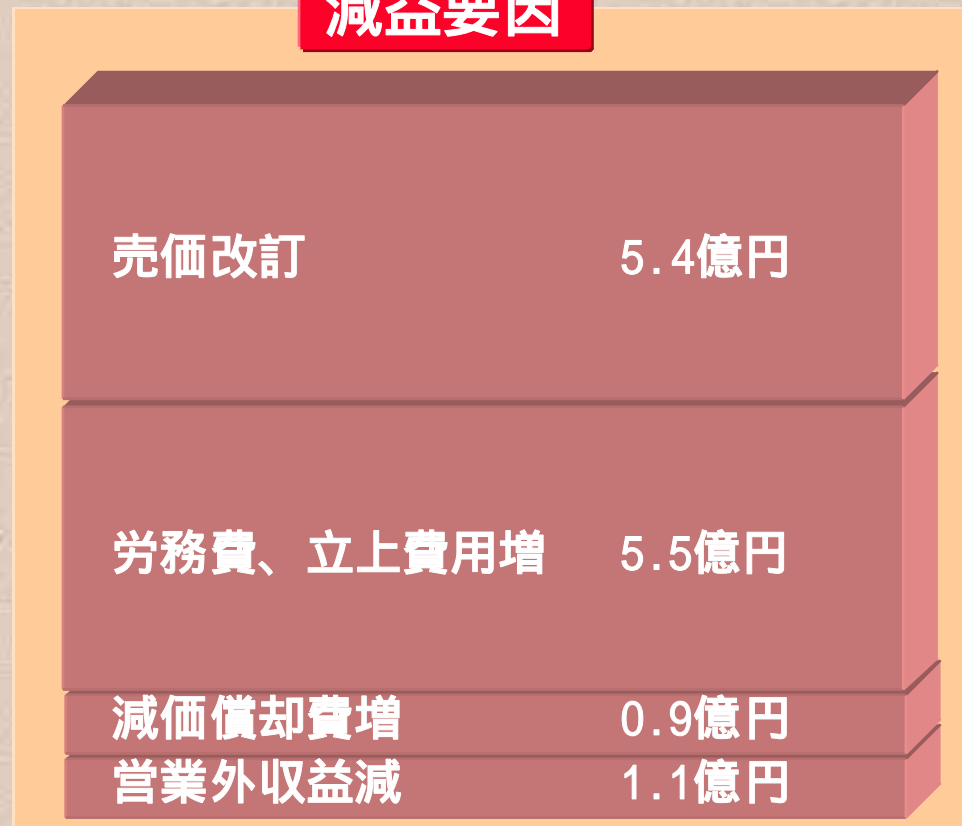 減益要因
売価改訂 5.4億円
労務費、立上費用増 5.5億円
減価償却費増 0.9億円
営業外収益減 1.1億円